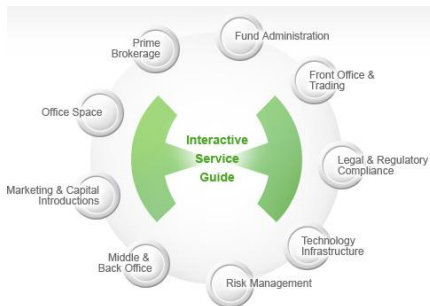 Fund Administration
Front Office &
Trading
Legal & Regulatory
Compliance
Technology
Infrastructure
Risk Management
Middle &
Back Office
Marketing & Capital
Introductions
Office Space
Prime
Brokerage
Interactive
Service
Guide